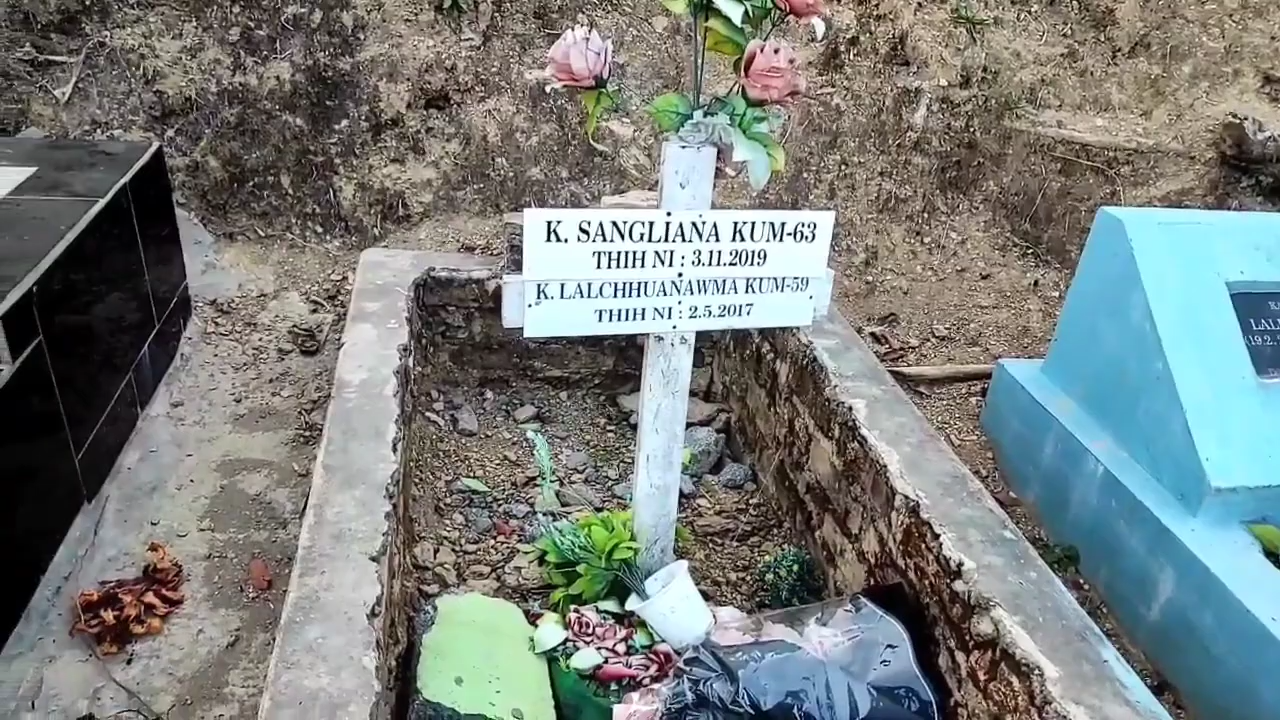 K. SANGLIANA KUM-63
THIH NI : 3.11.2019
K. LALCHHUANAWMA KUM-59
THIH NI : 2.5.2017